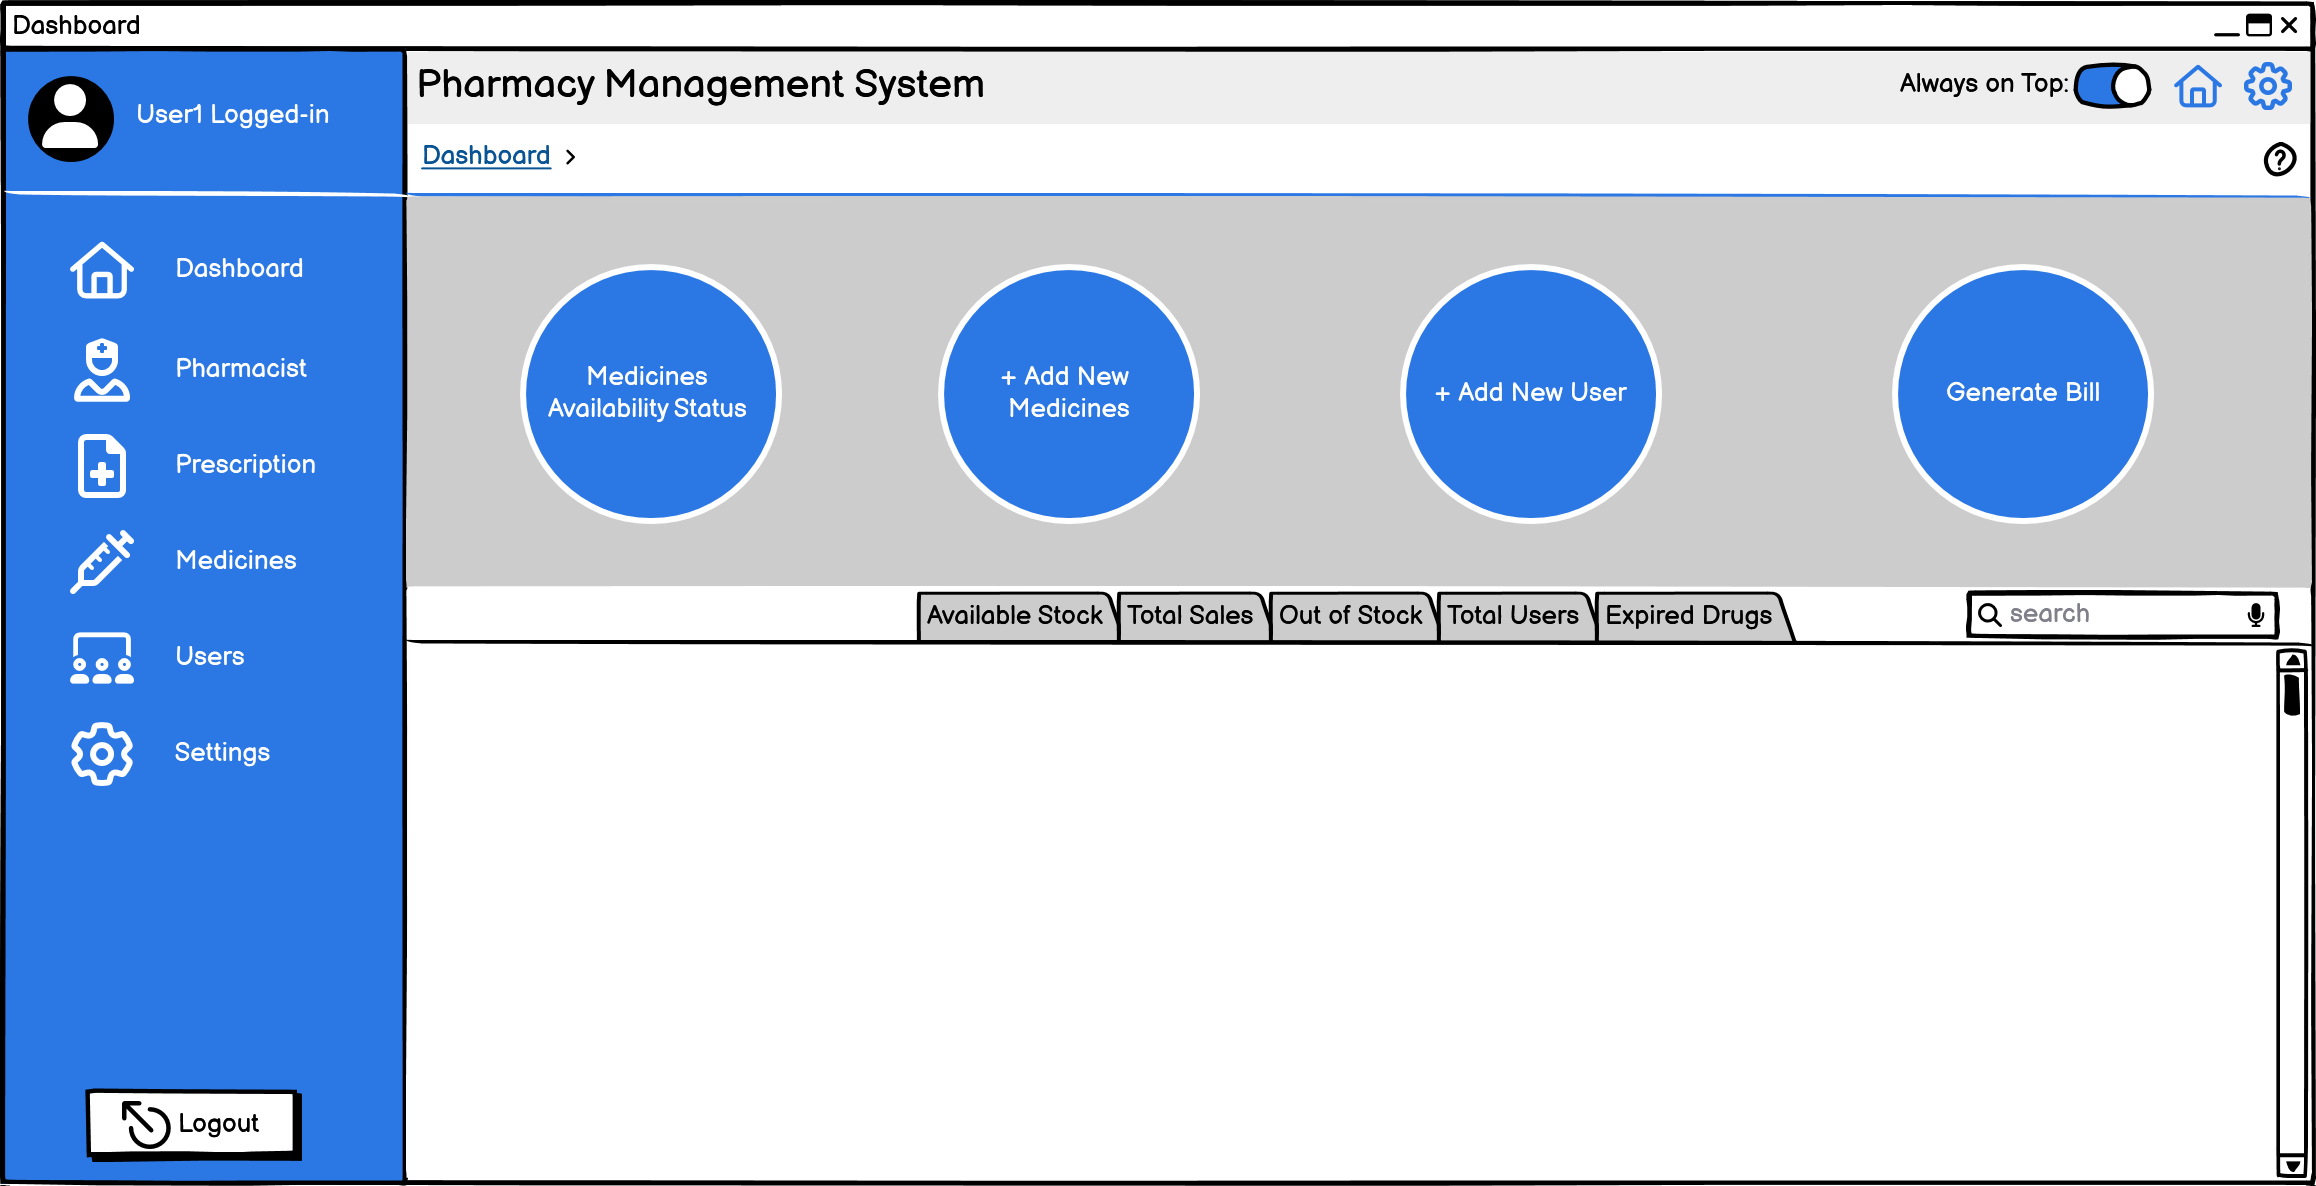 Dashboard
User1 Logged-in
Pharmacy Management System
Always on Top:
Dashboard >
Dashboard
Pharmacist
Prescription
Medicines
Users
Settings
Logout
Medicines
Availability Status
+ Add New
Medicines
+ Add New User
Generate Bill
Available Stock
Total Sales
Out of Stock
Total Users
Expired Drugs
search